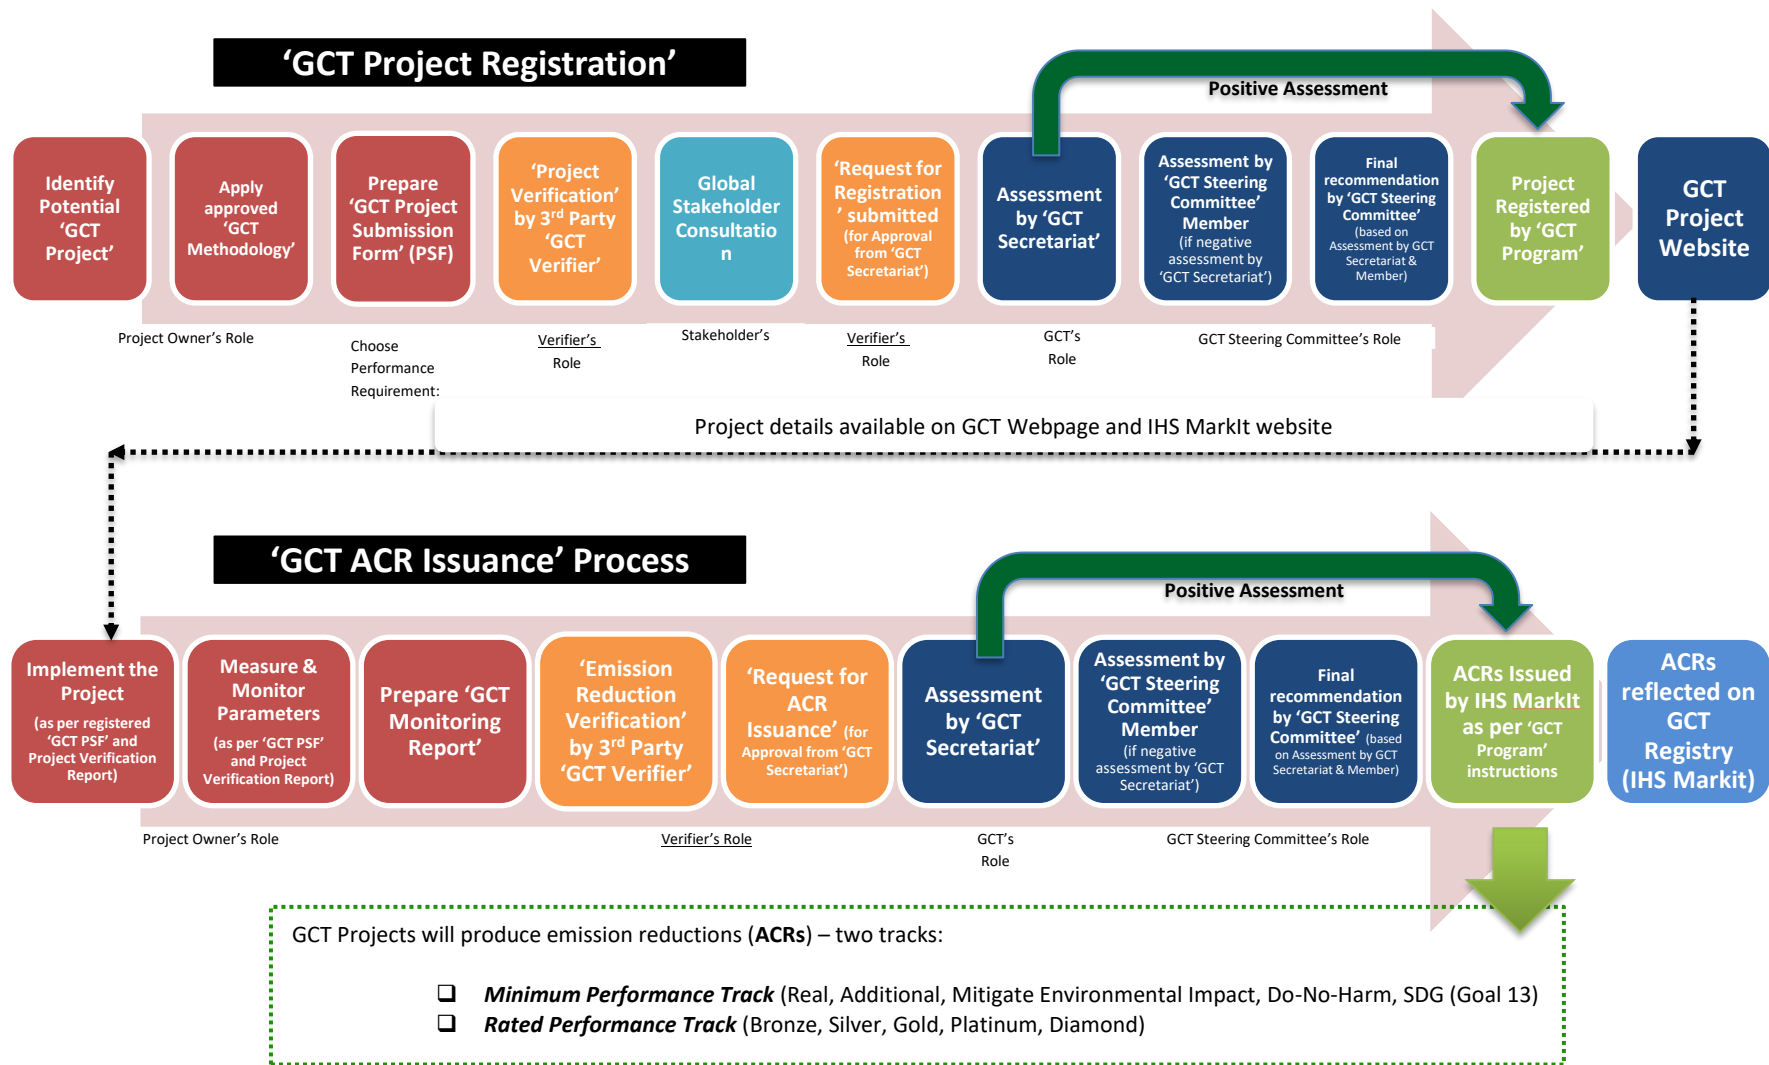 ‘GCT Project Registration’
Positive Assessment
Identify
Potential
‘GCT
Project’
Apply
approved
‘GCT
Methodology’
Prepare
‘GCT Project
Submission
Form’ (PSF)
‘Project
Verification’
by 3rd Party
‘GCT
Verifier’
Global
Stakeholder
Consultatio
n
‘Request for
Registration
’ submitted
(for Approval
from ‘GCT
Secretariat’)
Assessment
by ‘GCT
Secretariat’
Assessment by
‘GCT Steering
Committee’
Member
(if negative
assessment by
‘GCT Secretariat’)
Final
recommendation
by ‘GCT Steering
Committee’
(based on
Assessment by GCT
Secretariat &
Member)
Project
Registered
by ‘GCT
Program’
GCT
Project
Website
Project Owner’s Role
Choose
Performance
Requirement:
Verifier’s
Role
Stakeholder’s
Verifier’s
Role
GCT’s
Role
GCT Steering Committee’s Role
Project details available on GCT Webpage and IHS MarkIt website
‘GCT ACR Issuance’ Process
Positive Assessment
Implement the
Project
(as per registered
‘GCT PSF’ and
Project Verification
Report)
Measure &
Monitor
Parameters
(as per ‘GCT PSF’
and Project
Verification Report)
Prepare ‘GCT
Monitoring
Report’
‘Emission
Reduction
Verification’
by 3rd Party
‘GCT Verifier’
‘Request for
ACR
Issuance’ (for
Approval from ‘GCT
Secretariat’)
Assessment
by ‘GCT
Secretariat’
Assessment by
‘GCT Steering
Committee’
Member
(if negative
assessment by ‘GCT
Secretariat’)
Final
recommendation
by ‘GCT Steering
Committee’ (based
on Assessment by GCT
Secretariat & Member)
ACRs Issued
by IHS MarkIt
as per ‘GCT
Program’
instructions
ACRs
reflected on
GCT
Registry
(IHS Markit)
Project Owner’s Role
Verifier’s Role
GCT’s
Role
GCT Steering Committee’s Role
GCT Projects will produce emission reductions (ACRs) – two tracks:
❑ Minimum Performance Track (Real, Additional, Mitigate Environmental Impact, Do-No-Harm, SDG (Goal 13)
❑ Rated Performance Track (Bronze, Silver, Gold, Platinum, Diamond)